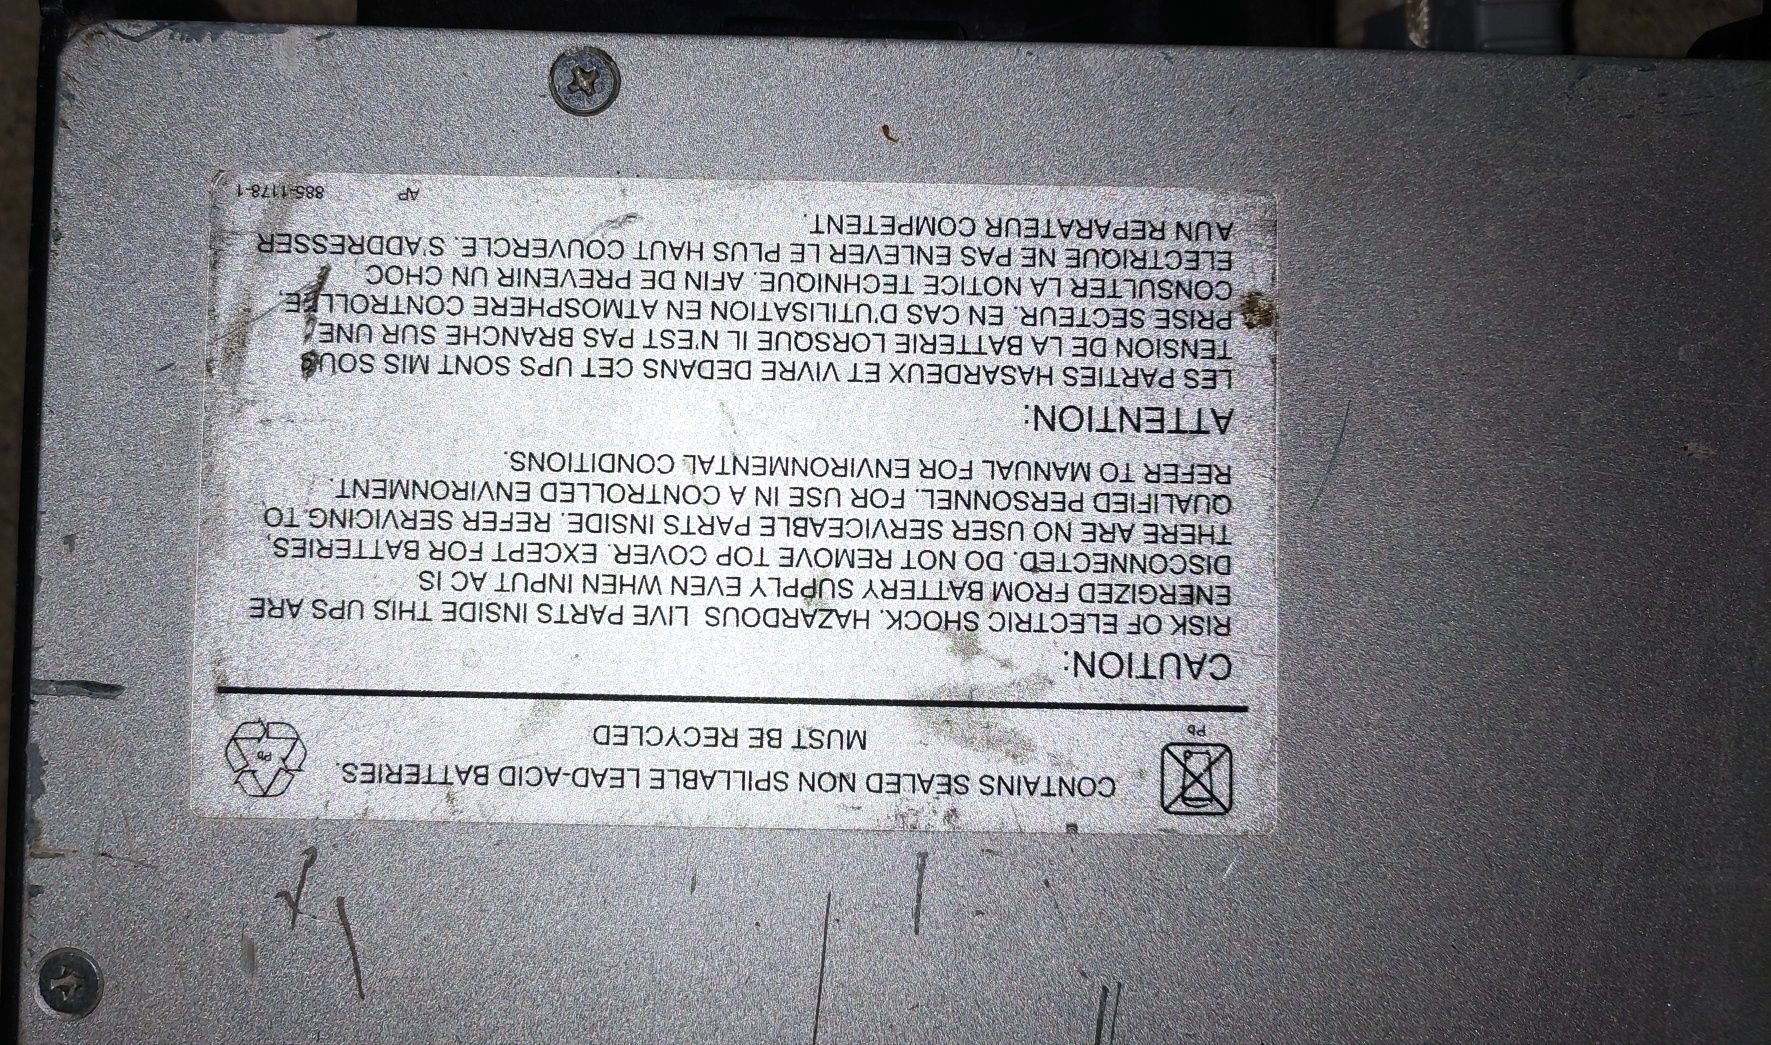 CONTAINS SEALED NON SPILLABLE LEAD-ACID BATTERIES.
MUST BE RECYCLED
Pb
Pb
CAUTION:
RISK OF ELECTRIC SHOCK. HAZARDOUS LIVE PARTS INSIDE THIS UPS ARE
ENERGIZED FROM BATTERY SUPPLY EVEN WHEN INPUT AC IS
DISCONNECTED. DO NOT REMOVE TOP COVER. EXCEPT FOR BATTERIES,
THERE ARE NO USER SERVICEABLE PARTS INSIDE. REFER SERVICING TO
QUALIFIED PERSONNEL. FOR USE IN A CONTROLLED ENVIRONMENT.
REFER TO MANUAL FOR ENVIRONMENTAL CONDITIONS.
ATTENTION:
LES PARTIES HASARDEUX ET VIVRE DEDANS CET UPS SONT MIS SOUS
TENSION DE LA BATTERIE LORSQUE IL N'EST PAS BRANCHE SUR UNE
PRISE SECTEUR. EN CAS D'UTILISATION EN ATMOSPHERE CONTROLLEE,
CONSULTER LA NOTICE TECHNIQUE. AFIN DE PREVENIR UN CHOC
ELECTRIQUE NE PAS ENLEVER LE PLUS HAUT COUVERCLE. S'ADDRESSER
AUN REPARATEUR COMPETENT.
AP 885-1178-1